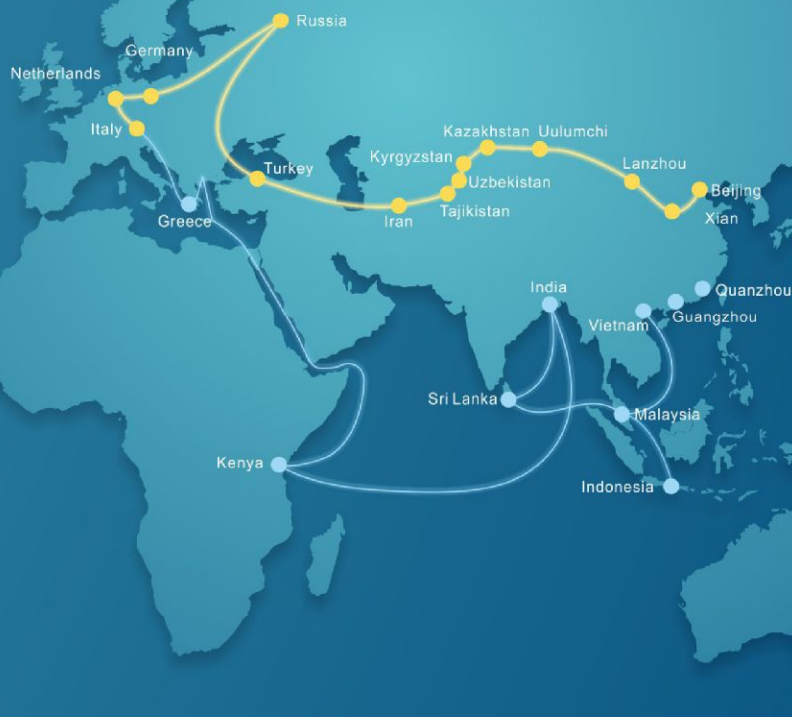 Russia
Germany
Netherlands
Italy
Kazakhstan
Uulumchi
Kyrgyzstan
Lanzhou
Turkey
Uzbekistan
Beijing
Tajikistan
Xian
Greece
Iran
India
Quanzhou
Guangzhou
Vietnam
Sri Lanka
Malaysia
Kenya
Indonesia